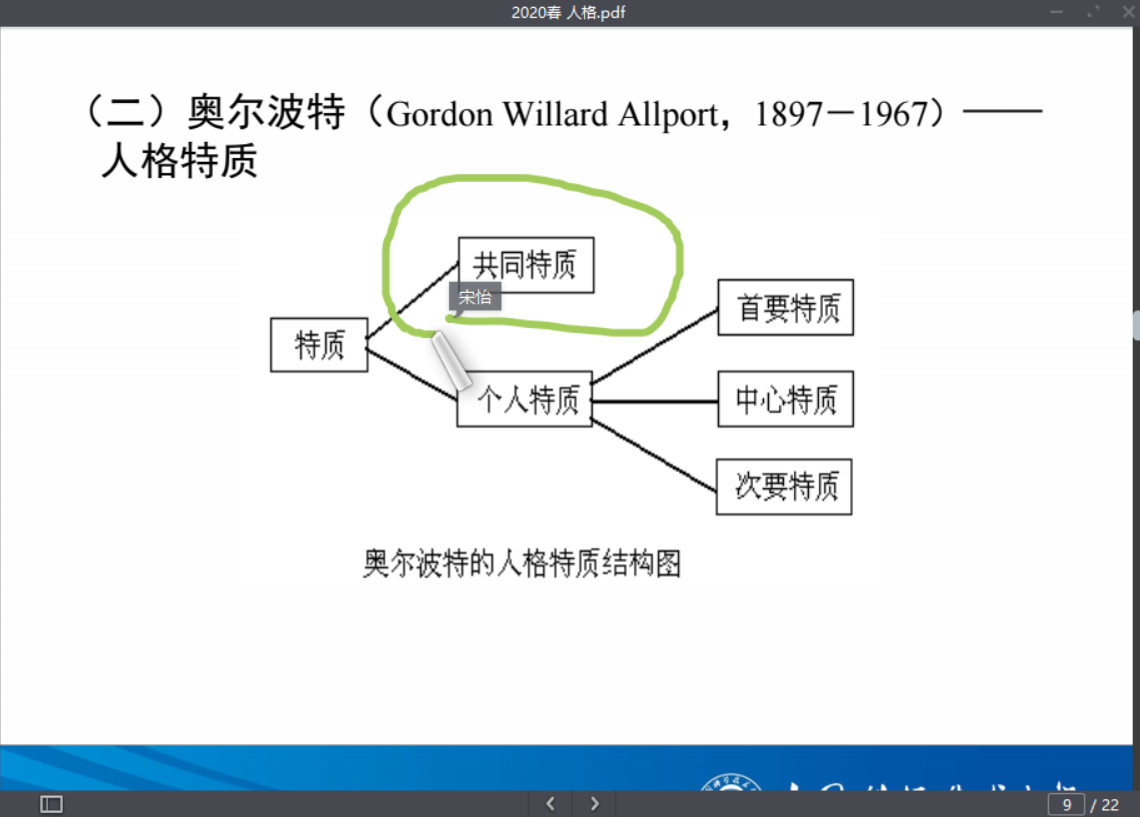 2020春 人格.pdf
（二）奥尔波特（Gordon Willard Allport，1897－1967）——
人格特质
共同特质
宋怡
首要特质
特质
个人特质
中心特质
次要特质
奥尔波特的人格特质结构图
9 / 22